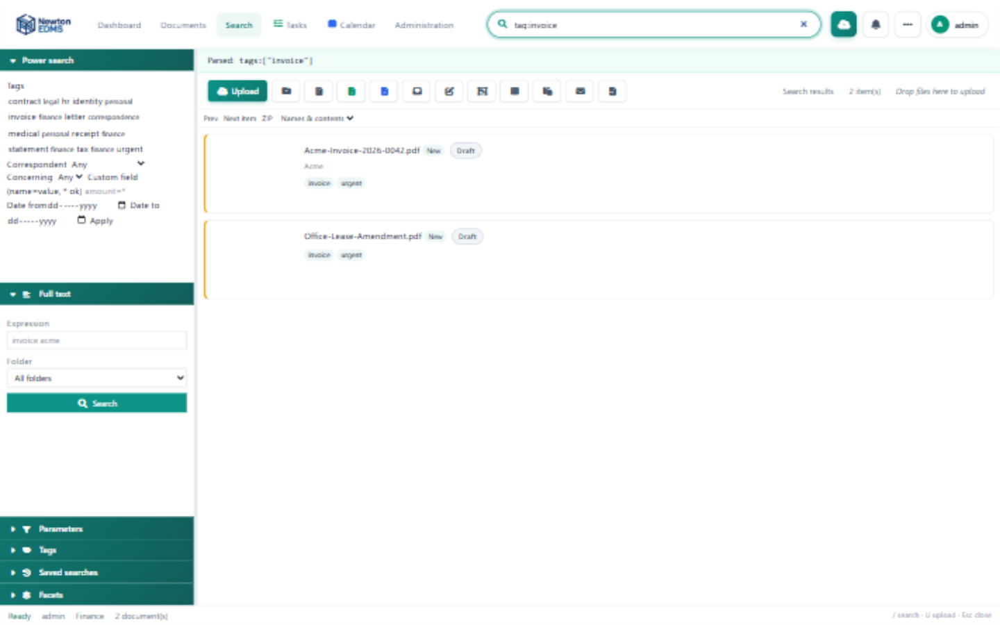 Newton EDMS
Dashboard Documents Search Tasks Calendar Administration
tag:invoice
A admin
Power search
Parsed: tags:["invoice"]
Tags
contract legal hr identity personal
invoice finance letter correspondence
medical personal receipt finance
statement finance tax finance urgent
Correspondent Any
Concerning Any Custom field
(name=value, * ok) amount=*
Date from dd-----yyyy Date to
dd-----yyyy Apply
Upload
Search results 2 item(s) Drop files here to upload
Prev Next item ZIP Names & contents
Acme-Invoice-2026-0042.pdf New Draft
Acme
invoice urgent
Office-Lease-Amendment.pdf New Draft
invoice urgent
Full text
Expression
invoice acme
Folder
All folders
Search
Parameters
Tags
Saved searches
Facets
Ready admin Finance 2 document(s)
/ search · U upload · Esc close